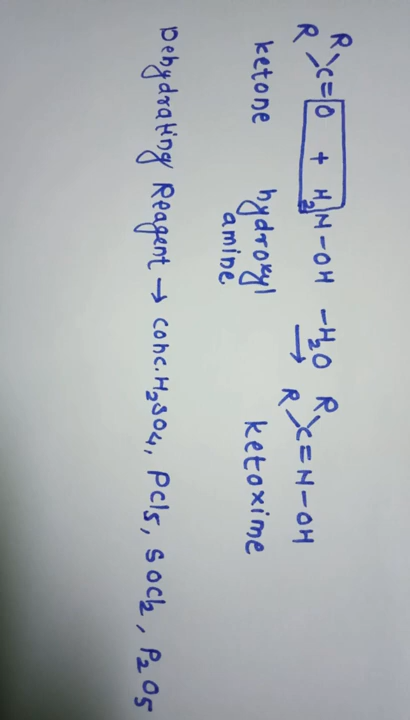 R R
C=O + H2N-OH -H2O → C=N-OH
R R
ketone hydroxyl ketoxime
amine
Dehydrating Reagent → conc. H2SO4, PCl5, SOCl2, P2O5